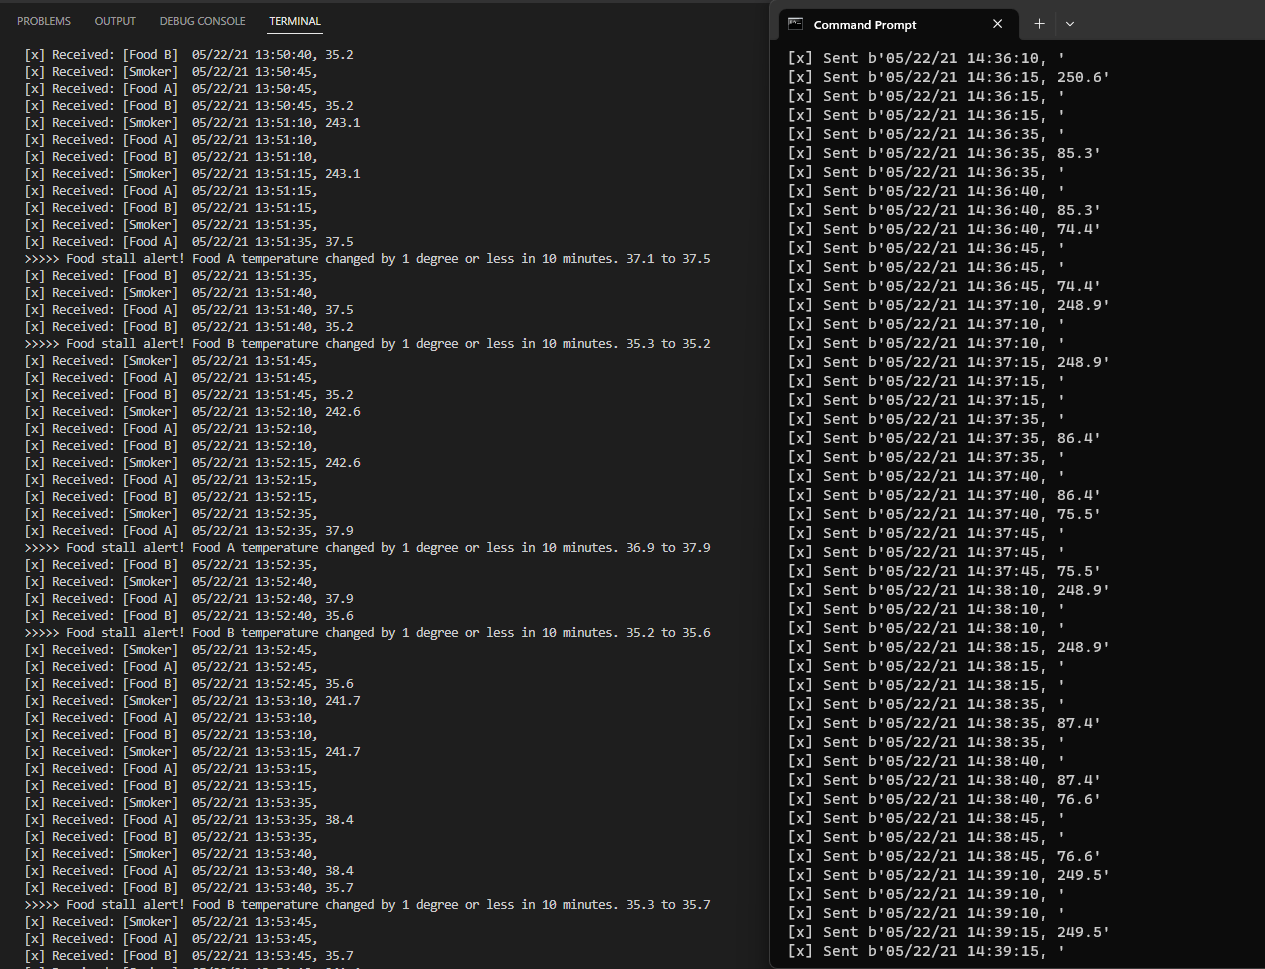 PROBLEMS OUTPUT DEBUG CONSOLE TERMINAL
[x] Received: [Food B]  05/22/21 13:50:40, 35.2
[x] Received: [Smoker]  05/22/21 13:50:45,
[x] Received: [Food A]  05/22/21 13:50:45,
[x] Received: [Food B]  05/22/21 13:50:45, 35.2
[x] Received: [Smoker]  05/22/21 13:51:10, 243.1
[x] Received: [Food A]  05/22/21 13:51:10,
[x] Received: [Food B]  05/22/21 13:51:10,
[x] Received: [Smoker]  05/22/21 13:51:15, 243.1
[x] Received: [Food A]  05/22/21 13:51:15,
[x] Received: [Food B]  05/22/21 13:51:15,
[x] Received: [Smoker]  05/22/21 13:51:35,
[x] Received: [Food A]  05/22/21 13:51:35, 37.5
>>>>> Food stall alert! Food A temperature changed by 1 degree or less in 10 minutes. 37.1 to 37.5
[x] Received: [Food B]  05/22/21 13:51:35,
[x] Received: [Smoker]  05/22/21 13:51:40,
[x] Received: [Food A]  05/22/21 13:51:40, 37.5
[x] Received: [Food B]  05/22/21 13:51:40, 35.2
>>>>> Food stall alert! Food B temperature changed by 1 degree or less in 10 minutes. 35.3 to 35.2
[x] Received: [Smoker]  05/22/21 13:51:45,
[x] Received: [Food A]  05/22/21 13:51:45,
[x] Received: [Food B]  05/22/21 13:51:45, 35.2
[x] Received: [Smoker]  05/22/21 13:52:10, 242.6
[x] Received: [Food A]  05/22/21 13:52:10,
[x] Received: [Food B]  05/22/21 13:52:10,
[x] Received: [Smoker]  05/22/21 13:52:15, 242.6
[x] Received: [Food A]  05/22/21 13:52:15,
[x] Received: [Food B]  05/22/21 13:52:15,
[x] Received: [Smoker]  05/22/21 13:52:35,
[x] Received: [Food A]  05/22/21 13:52:35, 37.9
>>>>> Food stall alert! Food A temperature changed by 1 degree or less in 10 minutes. 36.9 to 37.9
[x] Received: [Food B]  05/22/21 13:52:35,
[x] Received: [Smoker]  05/22/21 13:52:40,
[x] Received: [Food A]  05/22/21 13:52:40, 37.9
[x] Received: [Food B]  05/22/21 13:52:40, 35.6
>>>>> Food stall alert! Food B temperature changed by 1 degree or less in 10 minutes. 35.2 to 35.6
[x] Received: [Smoker]  05/22/21 13:52:45,
[x] Received: [Food A]  05/22/21 13:52:45,
[x] Received: [Food B]  05/22/21 13:52:45, 35.6
[x] Received: [Smoker]  05/22/21 13:53:10, 241.7
[x] Received: [Food A]  05/22/21 13:53:10,
[x] Received: [Food B]  05/22/21 13:53:10,
[x] Received: [Smoker]  05/22/21 13:53:15, 241.7
[x] Received: [Food A]  05/22/21 13:53:15,
[x] Received: [Food B]  05/22/21 13:53:15,
[x] Received: [Smoker]  05/22/21 13:53:35,
[x] Received: [Food A]  05/22/21 13:53:35, 38.4
[x] Received: [Food B]  05/22/21 13:53:35,
[x] Received: [Smoker]  05/22/21 13:53:40,
[x] Received: [Food A]  05/22/21 13:53:40, 38.4
[x] Received: [Food B]  05/22/21 13:53:40, 35.7
>>>>> Food stall alert! Food B temperature changed by 1 degree or less in 10 minutes. 35.3 to 35.7
[x] Received: [Smoker]  05/22/21 13:53:45,
[x] Received: [Food A]  05/22/21 13:53:45,
[x] Received: [Food B]  05/22/21 13:53:45, 35.7
Command Prompt
[x] Sent b'05/22/21 14:36:10, '
[x] Sent b'05/22/21 14:36:15, 250.6'
[x] Sent b'05/22/21 14:36:15, '
[x] Sent b'05/22/21 14:36:15, '
[x] Sent b'05/22/21 14:36:35, '
[x] Sent b'05/22/21 14:36:35, 85.3'
[x] Sent b'05/22/21 14:36:35, '
[x] Sent b'05/22/21 14:36:40, '
[x] Sent b'05/22/21 14:36:40, 85.3'
[x] Sent b'05/22/21 14:36:40, 74.4'
[x] Sent b'05/22/21 14:36:45, '
[x] Sent b'05/22/21 14:36:45, '
[x] Sent b'05/22/21 14:36:45, 74.4'
[x] Sent b'05/22/21 14:37:10, 248.9'
[x] Sent b'05/22/21 14:37:10, '
[x] Sent b'05/22/21 14:37:10, '
[x] Sent b'05/22/21 14:37:15, 248.9'
[x] Sent b'05/22/21 14:37:15, '
[x] Sent b'05/22/21 14:37:15, '
[x] Sent b'05/22/21 14:37:35, '
[x] Sent b'05/22/21 14:37:35, 86.4'
[x] Sent b'05/22/21 14:37:35, '
[x] Sent b'05/22/21 14:37:40, '
[x] Sent b'05/22/21 14:37:40, 86.4'
[x] Sent b'05/22/21 14:37:40, 75.5'
[x] Sent b'05/22/21 14:37:45, '
[x] Sent b'05/22/21 14:37:45, '
[x] Sent b'05/22/21 14:37:45, 75.5'
[x] Sent b'05/22/21 14:38:10, 248.9'
[x] Sent b'05/22/21 14:38:10, '
[x] Sent b'05/22/21 14:38:10, '
[x] Sent b'05/22/21 14:38:15, 248.9'
[x] Sent b'05/22/21 14:38:15, '
[x] Sent b'05/22/21 14:38:15, '
[x] Sent b'05/22/21 14:38:35, '
[x] Sent b'05/22/21 14:38:35, 87.4'
[x] Sent b'05/22/21 14:38:35, '
[x] Sent b'05/22/21 14:38:40, '
[x] Sent b'05/22/21 14:38:40, 87.4'
[x] Sent b'05/22/21 14:38:40, 76.6'
[x] Sent b'05/22/21 14:38:45, '
[x] Sent b'05/22/21 14:38:45, '
[x] Sent b'05/22/21 14:38:45, 76.6'
[x] Sent b'05/22/21 14:39:10, 249.5'
[x] Sent b'05/22/21 14:39:10, '
[x] Sent b'05/22/21 14:39:10, '
[x] Sent b'05/22/21 14:39:15, 249.5'
[x] Sent b'05/22/21 14:39:15, '